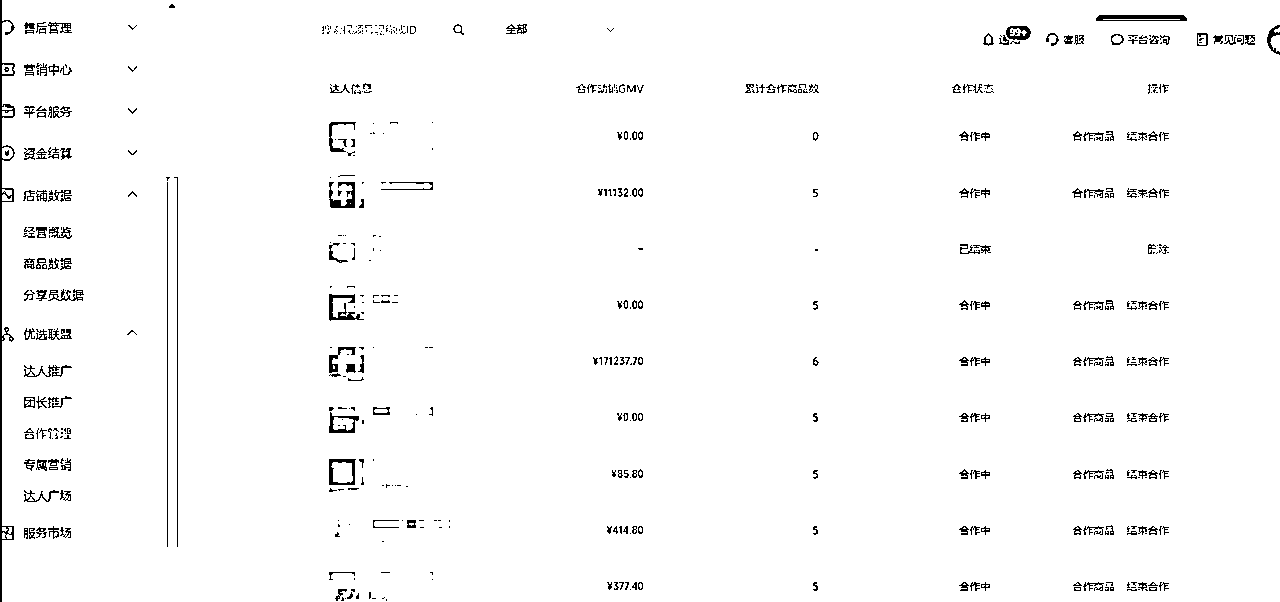 售后管理
营销中心
平台服务
资金结算
店铺数据
经营概览
商品数据
分享员数据
优选联盟
达人推广
团长推广
合作管理
专属营销
达人广场
服务市场
全部
99+
客服
平台咨询
常见问题
达人信息 合作动销GMV 累计合作商品数 合作状态 操作
¥0.00 0 合作中 合作商品 结束合作
¥11132.00 5 合作中 合作商品 结束合作
- - 已结束 删除
¥0.00 5 合作中 合作商品 结束合作
¥171237.70 6 合作中 合作商品 结束合作
¥0.00 5 合作中 合作商品 结束合作
¥85.80 5 合作中 合作商品 结束合作
¥414.80 5 合作中 合作商品 结束合作
¥377.40 5 合作中 合作商品 结束合作